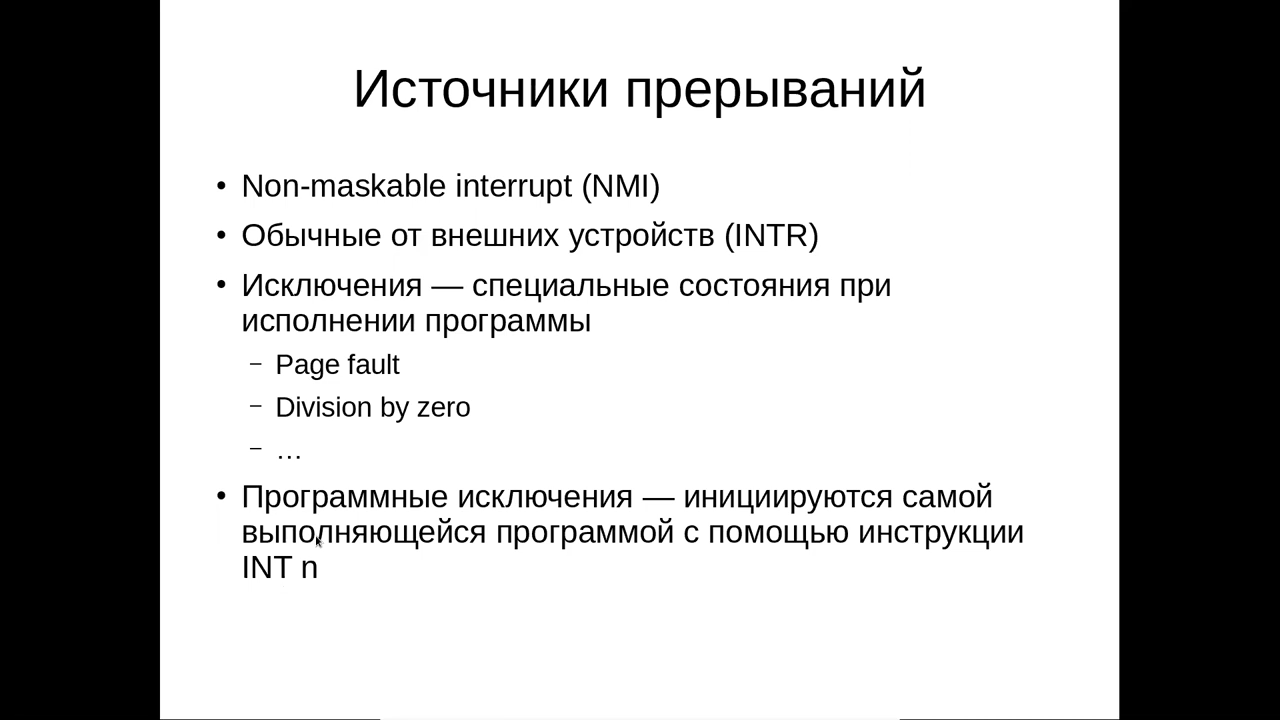 Источники прерываний
• Non-maskable interrupt (NMI)
• Обычные от внешних устройств (INTR)
• Исключения — специальные состояния при
исполнении программы
– Page fault
– Division by zero
– …
• Программные исключения — инициируются самой
выполняющейся программой с помощью инструкции
INT n